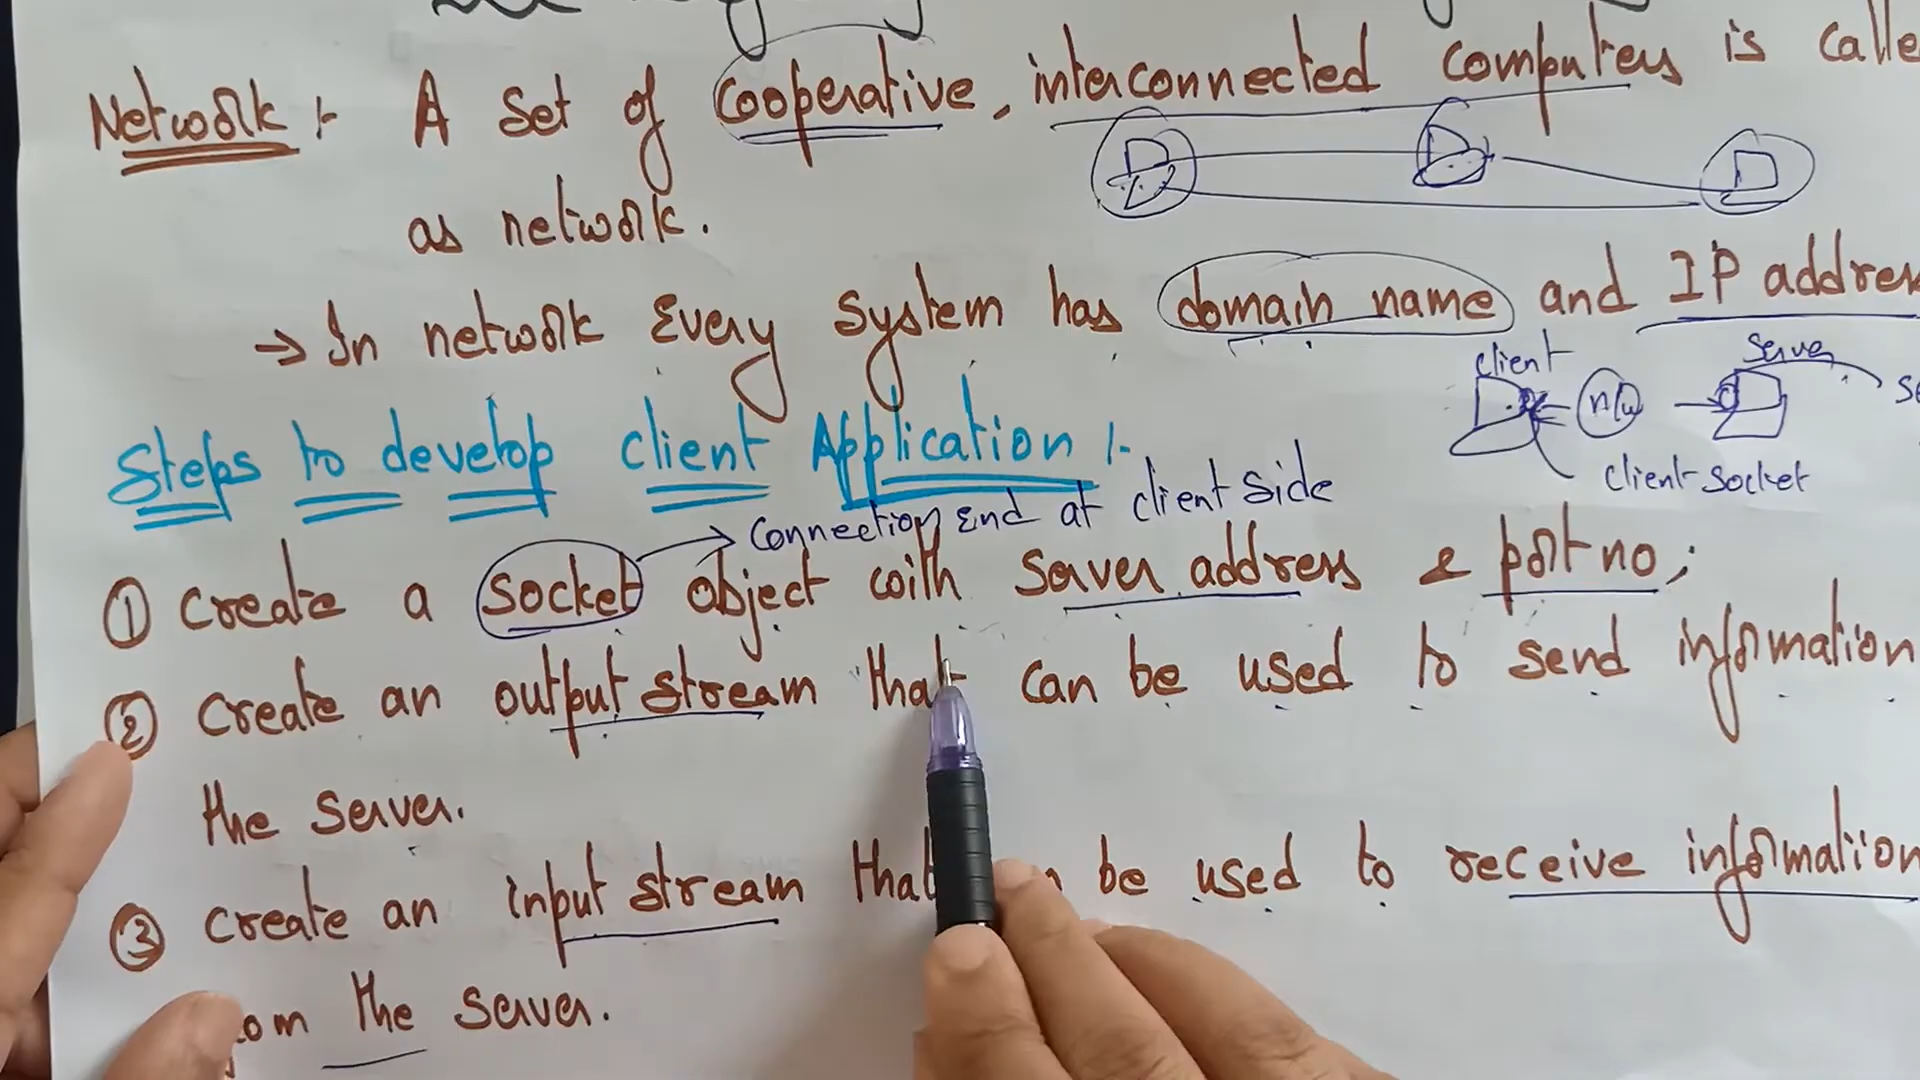 Network :- A set of cooperative, interconnected computers is calle
as network.
→ In network Every system has domain name and IP addres
client
server
n/w
se
client-socket
Steps to develop client Application :-
→ Connection End at client side
① Create a socket object with server address & port no;
② Create an output stream that can be used to send information
the server.
③ Create an input stream that be used to receive information
the server.